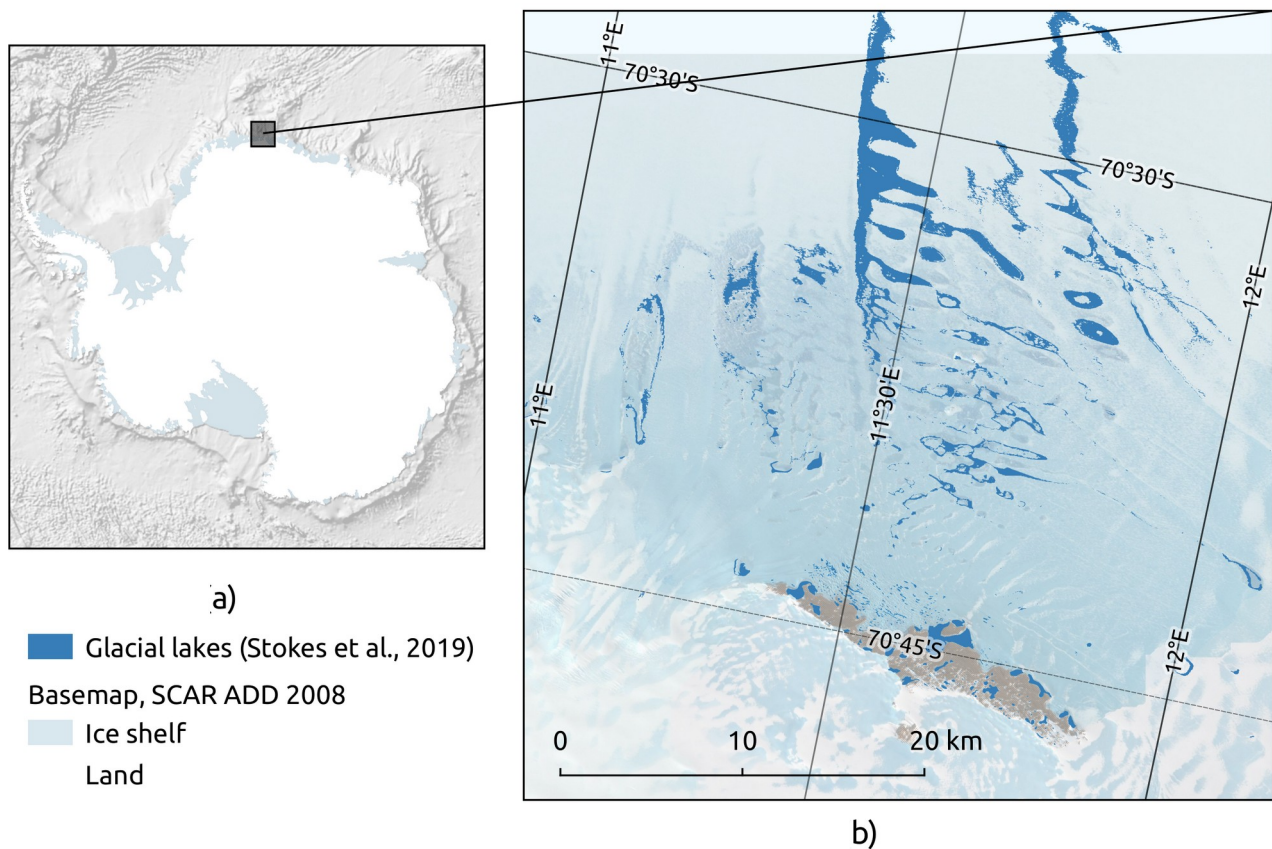 a)
Glacial lakes (Stokes et al., 2019)
Basemap, SCAR ADD 2008
Ice shelf
Land
11°E
70°30'S
70°30'S
12°E
11°E
11°30'E
70°45'S
12°E
0 10 20 km
b)